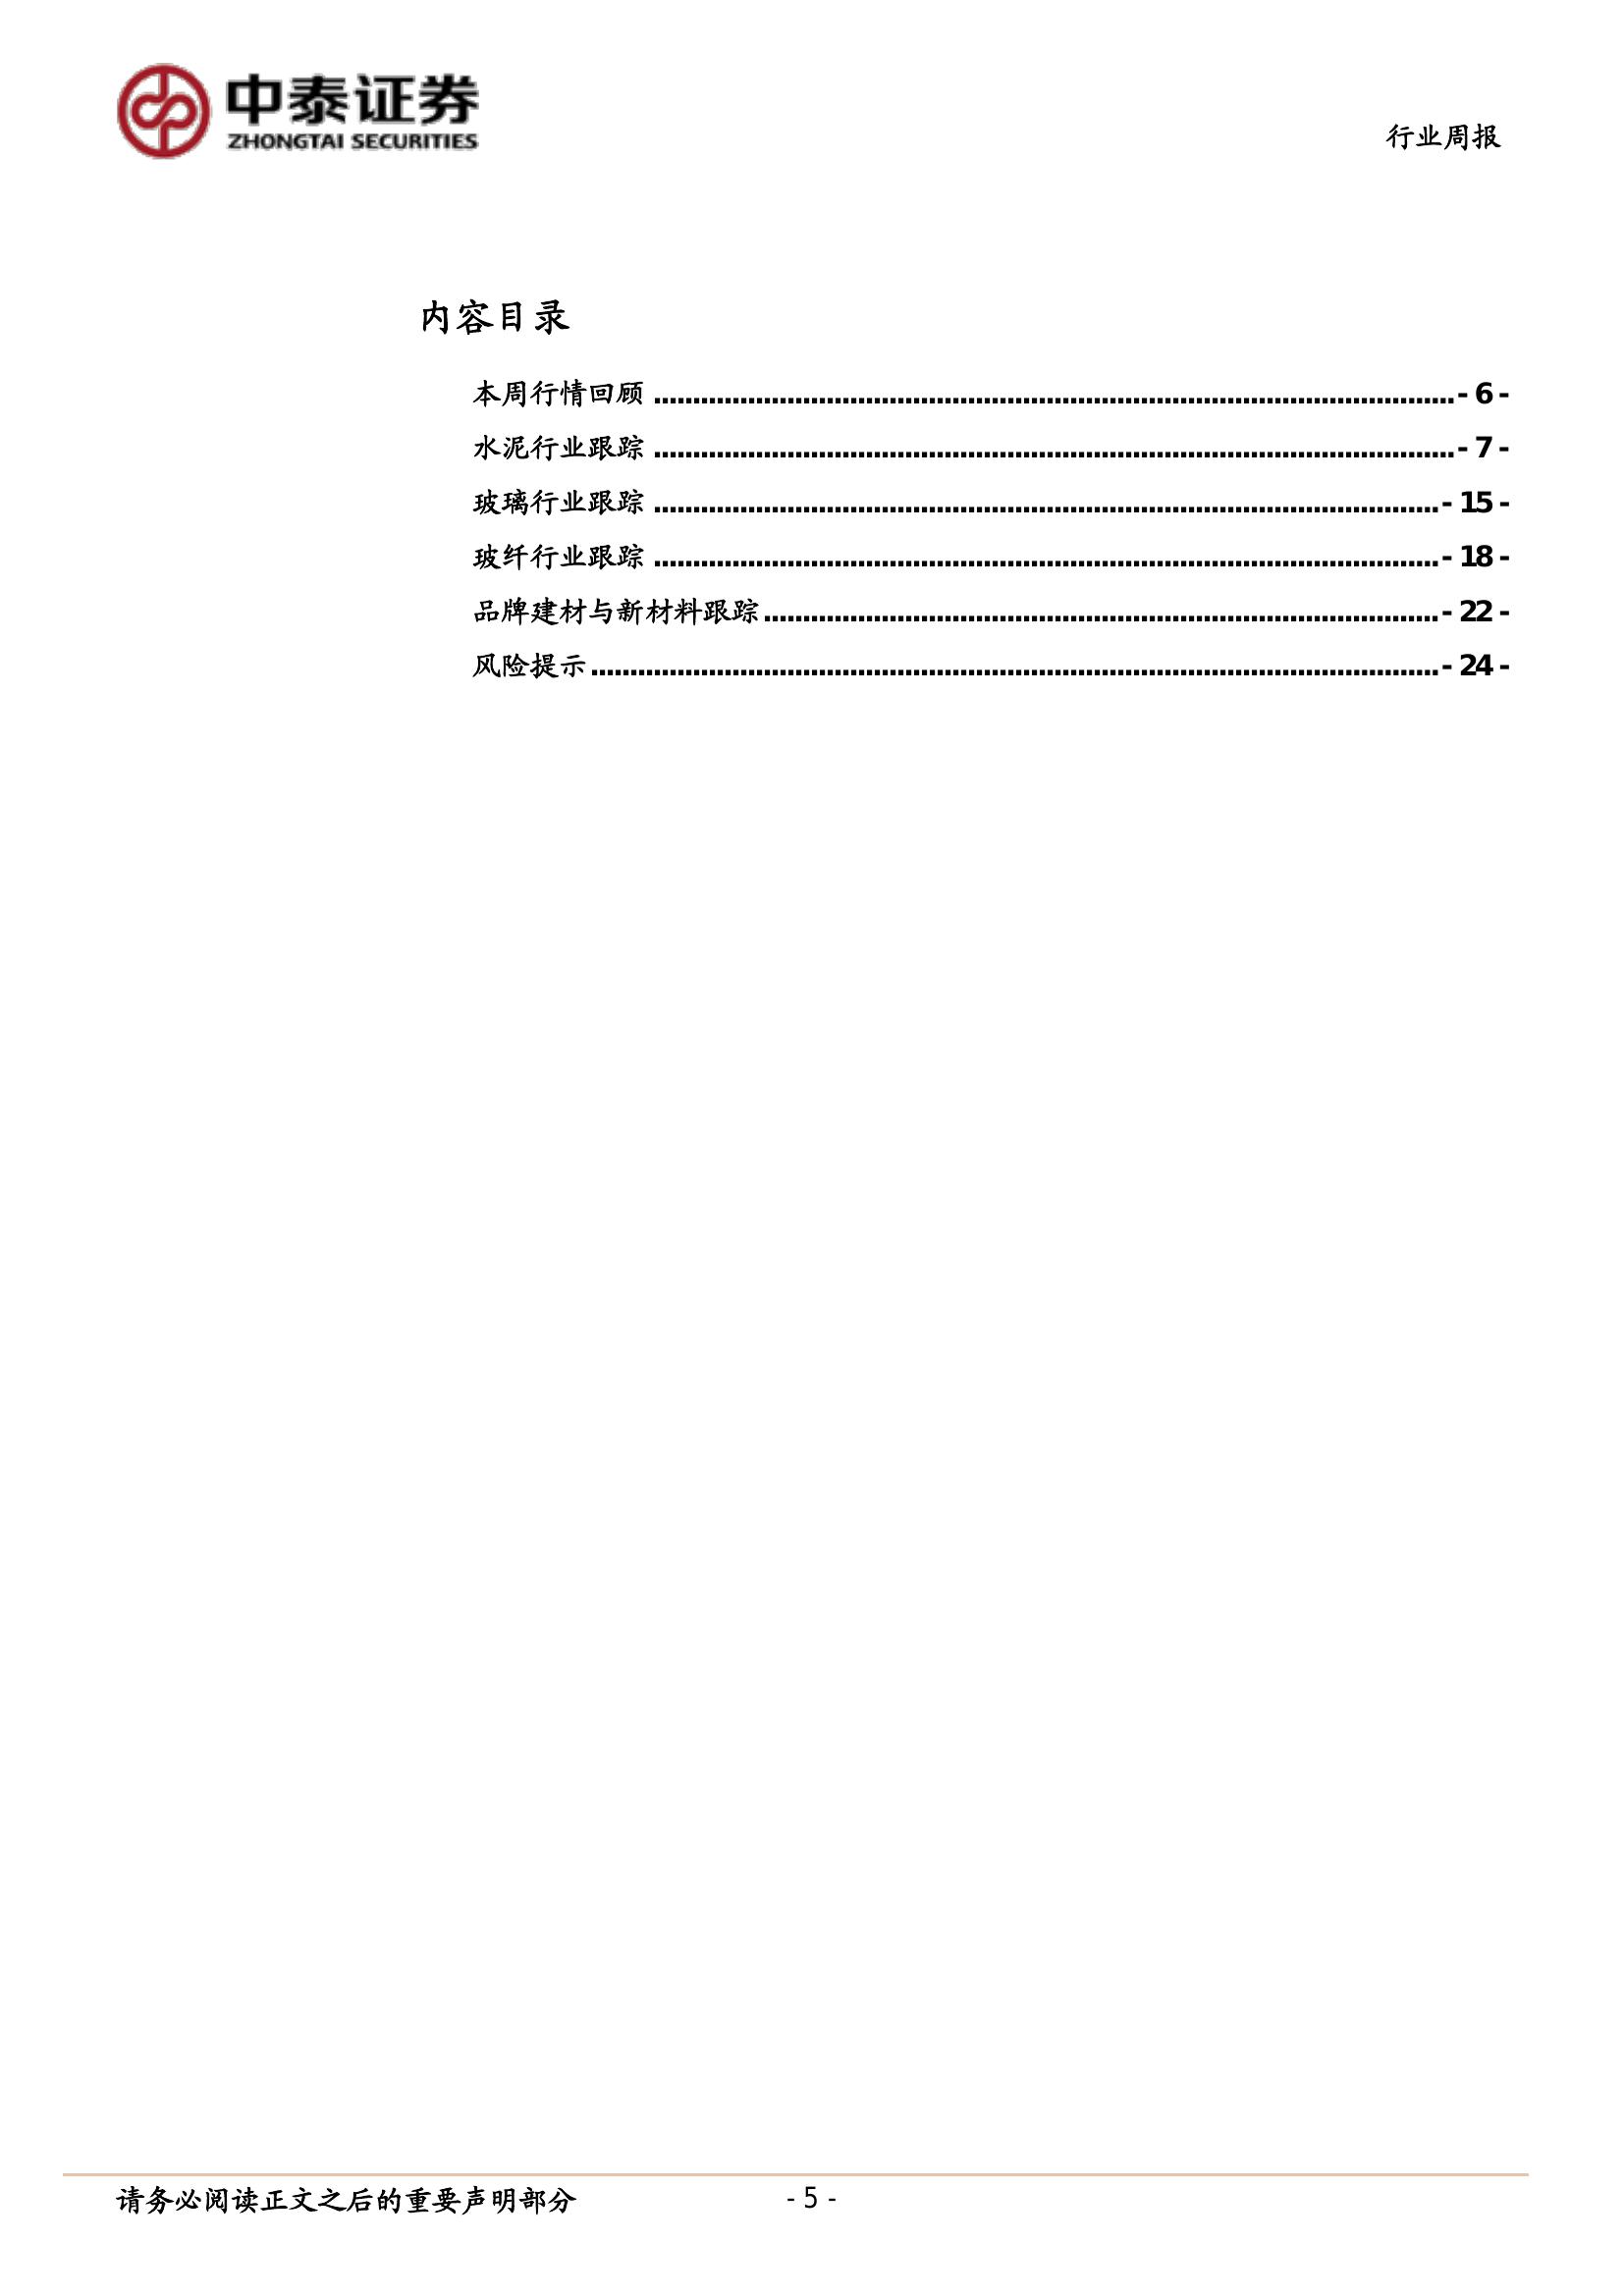 中泰证券
ZHONGTAI SECURITIES
行业周报
内容目录
本周行情回顾 ........................................................................................................ - 6 -
水泥行业跟踪 ........................................................................................................ - 7 -
玻璃行业跟踪 ...................................................................................................... - 15 -
玻纤行业跟踪 ...................................................................................................... - 18 -
品牌建材与新材料跟踪 ........................................................................................ - 22 -
风险提示 .............................................................................................................. - 24 -
请务必阅读正文之后的重要声明部分 - 5 -